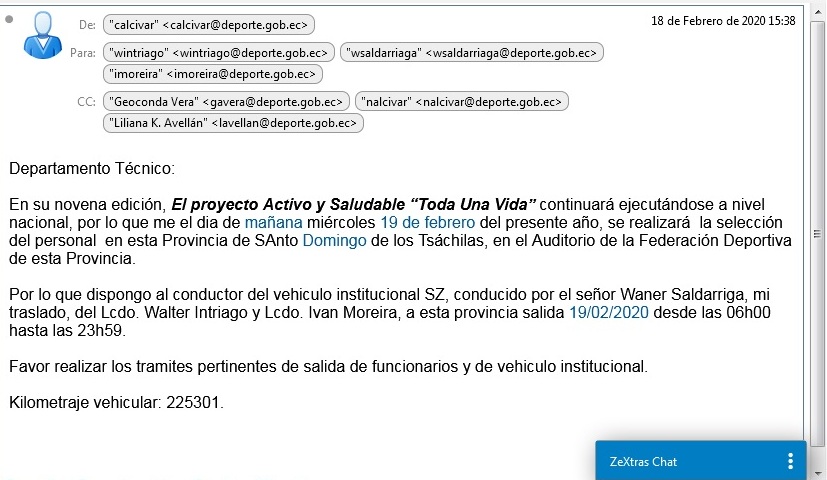 De: "calcivar" <calcivar@deporte.gob.ec> 18 de Febrero de 2020 15:38
Para: "wintriago" <wintriago@deporte.gob.ec> "wsaldarriaga" <wsaldarriaga@deporte.gob.ec>
"imoreira" <imoreira@deporte.gob.ec>
CC: "Geoconda Vera" <gavera@deporte.gob.ec> "nalcivar" <nalcivar@deporte.gob.ec>
"Liliana K. Avellán" <lavellan@deporte.gob.ec>
Departamento Técnico:
En su novena edición, El proyecto Activo y Saludable “Toda Una Vida” continuará ejecutándose a nivel
nacional, por lo que me el dia de mañana miércoles 19 de febrero del presente año, se realizará la selección
del personal en esta Provincia de SAnto Domingo de los Tsáchilas, en el Auditorio de la Federación Deportiva
de esta Provincia.
Por lo que dispongo al conductor del vehiculo institucional SZ, conducido por el señor Waner Saldarriga, mi
traslado, del Lcdo. Walter Intriago y Lcdo. Ivan Moreira, a esta provincia salida 19/02/2020 desde las 06h00
hasta las 23h59.
Favor realizar los tramites pertinentes de salida de funcionarios y de vehiculo institucional.
Kilometraje vehicular: 225301.
ZeXtras Chat